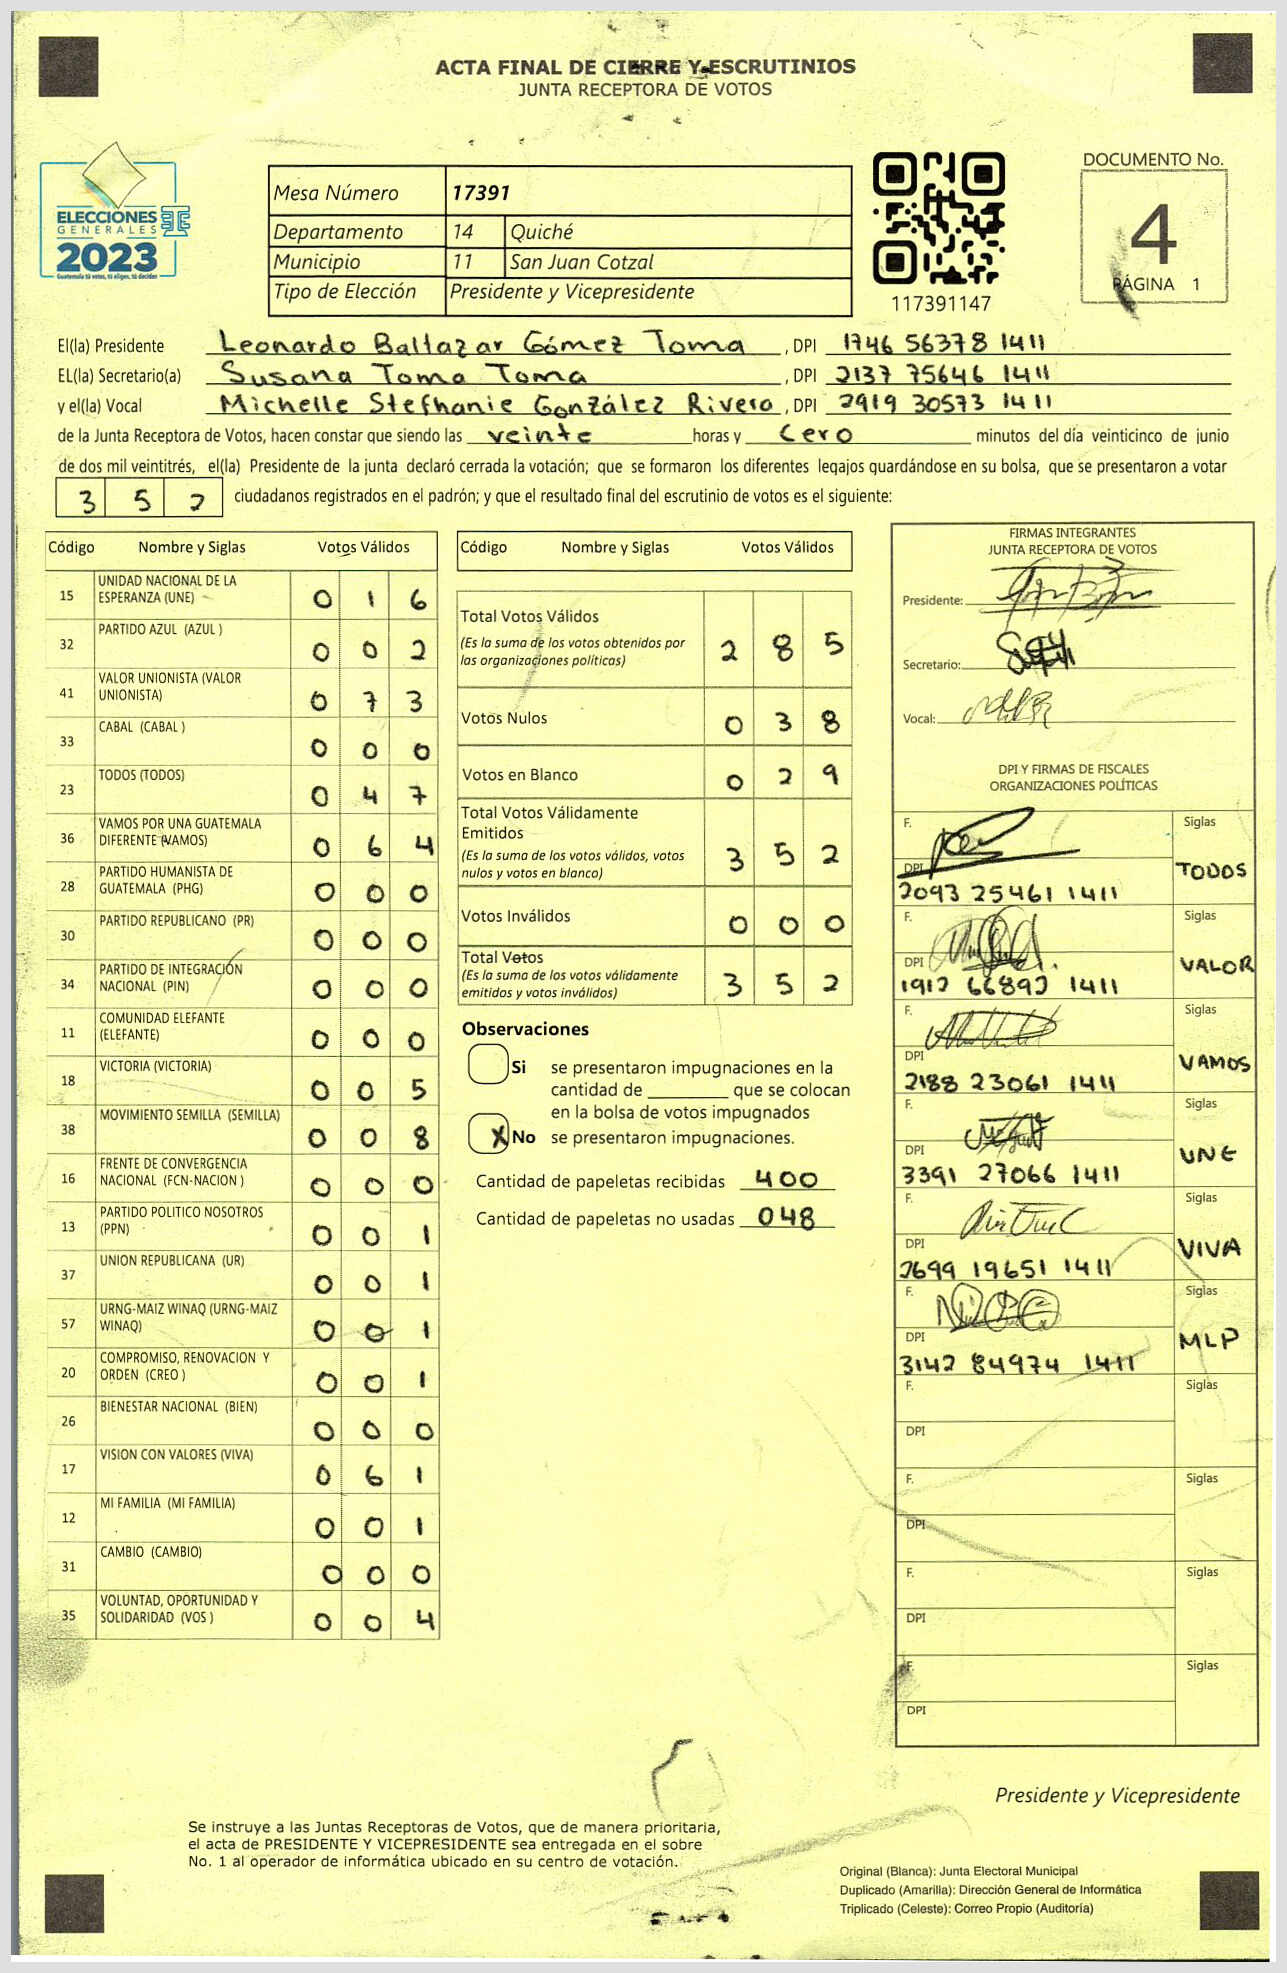 ACTA FINAL DE CIERRE Y ESCRUTINIOS
JUNTA RECEPTORA DE VOTOS
ELECCIONES
GENERALES
2023
Guatemala tú votas, tú eliges, tú decides
Mesa Número 17391
Departamento 14 Quiché
Municipio 11 San Juan Cotzal
Tipo de Elección Presidente y Vicepresidente
117391147
DOCUMENTO No.
4
PÁGINA 1
El(la) Presidente Leonardo Baltazar Gómez Toma , DPI 1746 56378 1411
EL(la) Secretario(a) Susana Toma Toma , DPI 2137 75646 1411
y el(la) Vocal Michelle Stefhanie González Rivera , DPI 2919 30573 1411
de la Junta Receptora de Votos, hacen constar que siendo las veinte horas y cero minutos del día veinticinco de junio
de dos mil veintitrés, el(la) Presidente de la junta declaró cerrada la votación; que se formaron los diferentes legajos guardándose en su bolsa, que se presentaron a votar
3 5 2 ciudadanos registrados en el padrón; y que el resultado final del escrutinio de votos es el siguiente:
Código Nombre y Siglas Votos Válidos
15 UNIDAD NACIONAL DE LA ESPERANZA (UNE) 0 1 6
32 PARTIDO AZUL (AZUL ) 0 0 2
41 VALOR UNIONISTA (VALOR UNIONISTA) 0 7 3
33 CABAL (CABAL ) 0 0 0
23 TODOS (TODOS) 0 4 7
36 VAMOS POR UNA GUATEMALA DIFERENTE (VAMOS) 0 6 4
28 PARTIDO HUMANISTA DE GUATEMALA (PHG) 0 0 0
30 PARTIDO REPUBLICANO (PR) 0 0 0
34 PARTIDO DE INTEGRACIÓN NACIONAL (PIN) 0 0 0
11 COMUNIDAD ELEFANTE (ELEFANTE) 0 0 0
18 VICTORIA (VICTORIA) 0 0 5
38 MOVIMIENTO SEMILLA (SEMILLA) 0 0 8
16 FRENTE DE CONVERGENCIA NACIONAL (FCN-NACION ) 0 0 0
13 PARTIDO POLITICO NOSOTROS (PPN) 0 0 1
37 UNION REPUBLICANA (UR) 0 0 1
57 URNG-MAIZ WINAQ (URNG-MAIZ WINAQ) 0 0 1
20 COMPROMISO, RENOVACION Y ORDEN (CREO ) 0 0 1
26 BIENESTAR NACIONAL (BIEN) 0 0 0
17 VISION CON VALORES (VIVA) 0 6 1
12 MI FAMILIA (MI FAMILIA) 0 0 1
31 CAMBIO (CAMBIO) 0 0 0
35 VOLUNTAD, OPORTUNIDAD Y SOLIDARIDAD (VOS ) 0 0 4
Código Nombre y Siglas Votos Válidos
Total Votos Válidos 2 8 5
(Es la suma de los votos obtenidos por
las organizaciones políticas)
Votos Nulos 0 3 8
Votos en Blanco 0 2 9
Total Votos Válidamente
Emitidos 3 5 2
(Es la suma de los votos válidos, votos
nulos y votos en blanco)
Votos Inválidos 0 0 0
Total Votos 3 5 2
(Es la suma de los votos válidamente
emitidos y votos inválidos)
Observaciones
Si se presentaron impugnaciones en la
cantidad de ________ que se colocan
en la bolsa de votos impugnados
X No se presentaron impugnaciones.
Cantidad de papeletas recibidas 400
Cantidad de papeletas no usadas 048
FIRMAS INTEGRANTES
JUNTA RECEPTORA DE VOTOS
Presidente:
Secretario:
Vocal:
DPI Y FIRMAS DE FISCALES
ORGANIZACIONES POLÍTICAS
F. Siglas
DPI 2093 25461 1411 TODOS
F. Siglas
DPI 1912 66892 1411 VALOR
F. Siglas
DPI 2188 23061 1411 VAMOS
F. Siglas
DPI 3391 27066 1411 UNE
F. Siglas
DPI 2699 19651 1411 VIVA
F. Siglas
DPI 3142 84974 1411 MLP
F. Siglas
DPI
F. Siglas
DPI
F. Siglas
DPI
F. Siglas
DPI
Presidente y Vicepresidente
Se instruye a las Juntas Receptoras de Votos, que de manera prioritaria,
el acta de PRESIDENTE Y VICEPRESIDENTE sea entregada en el sobre
No. 1 al operador de informática ubicado en su centro de votación.
Original (Blanca): Junta Electoral Municipal
Duplicado (Amarilla): Dirección General de Informática
Triplicado (Celeste): Correo Propio (Auditoría)